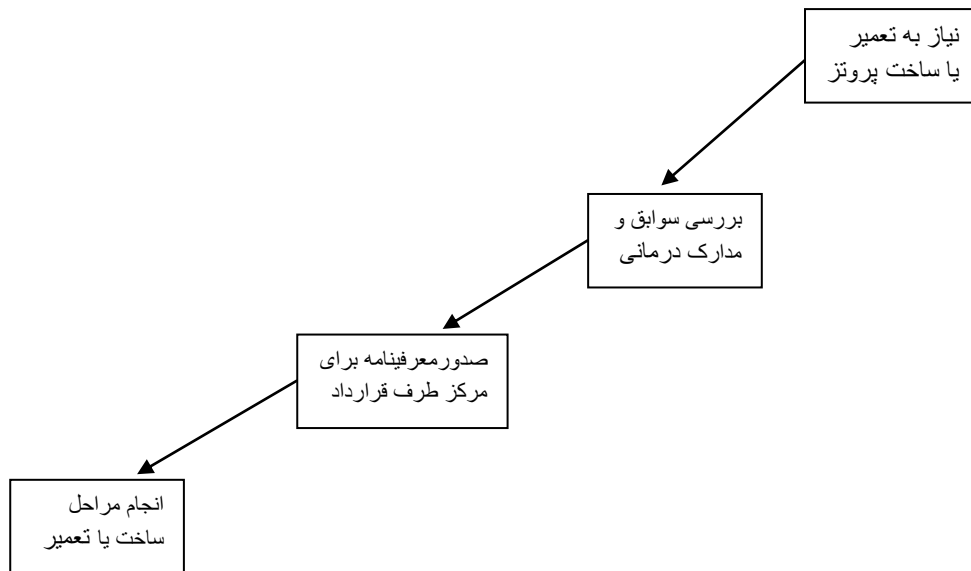 نیاز به تعمیر
یا ساخت پروتز
بررسی سوابق و
مدارک درمانی
صدورمعرفینامه برای
مرکز طرف قرارداد
انجام مراحل
ساخت یا تعمیر